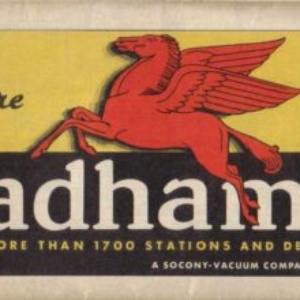 re
adham
ORE THAN 1700 STATIONS AND DE
A SOCONY-VACUUM COMPA